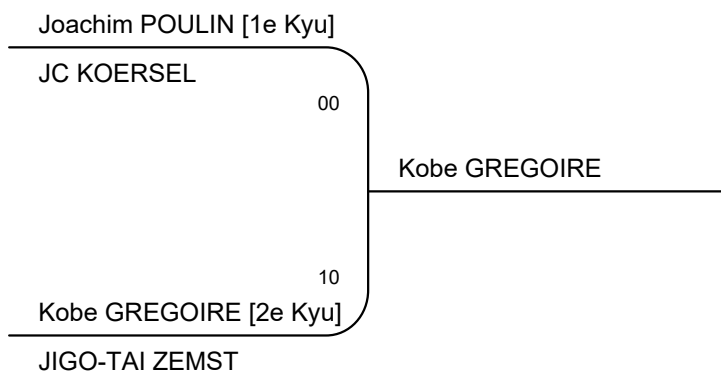 Joachim POULIN [1e Kyu]
JC KOERSEL
00
Kobe GREGOIRE
10
Kobe GREGOIRE [2e Kyu]
JIGO-TAI ZEMST